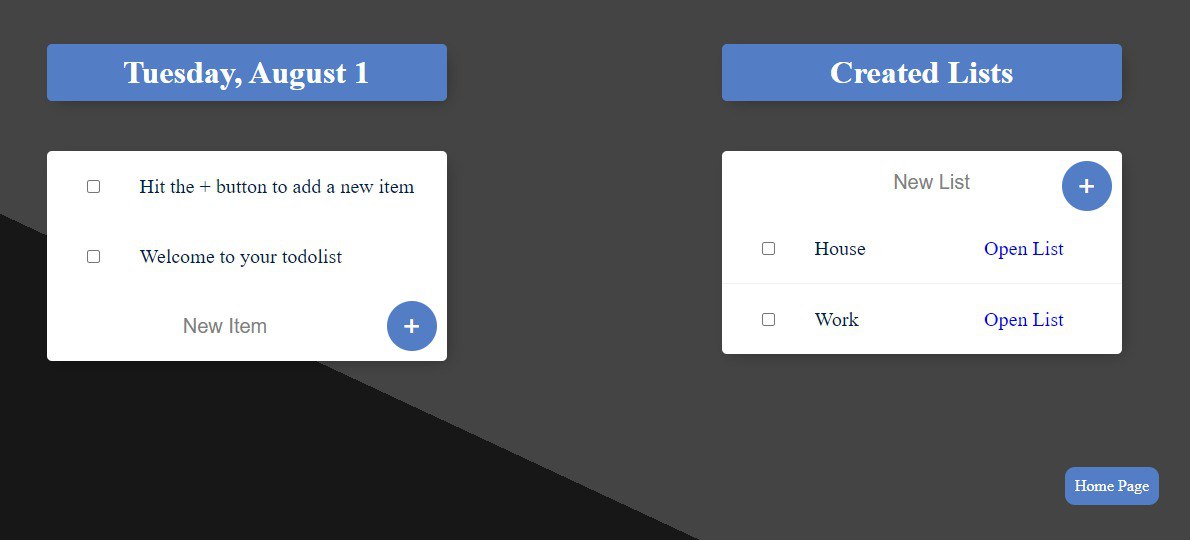 Tuesday, August 1
Hit the + button to add a new item
Welcome to your todolist
New Item
+
Created Lists
New List
+
House Open List
Work Open List
Home Page